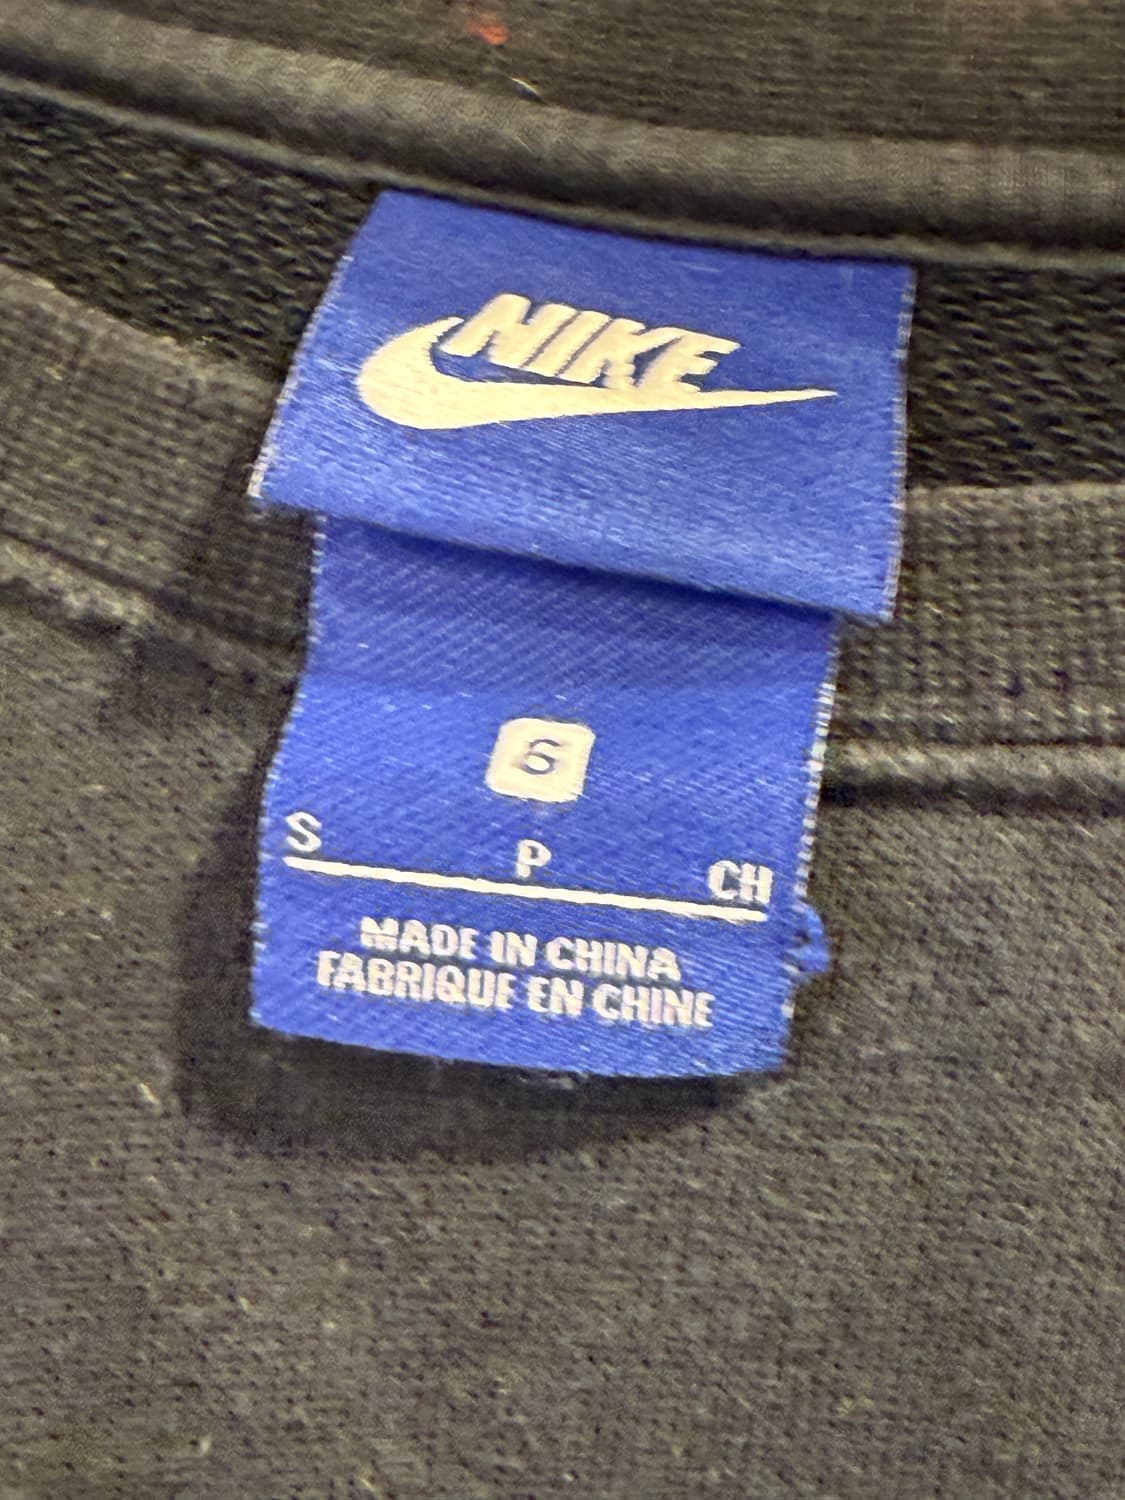 NIKE
S
S P CH
MADE IN CHINA
FABRIQUE EN CHINE